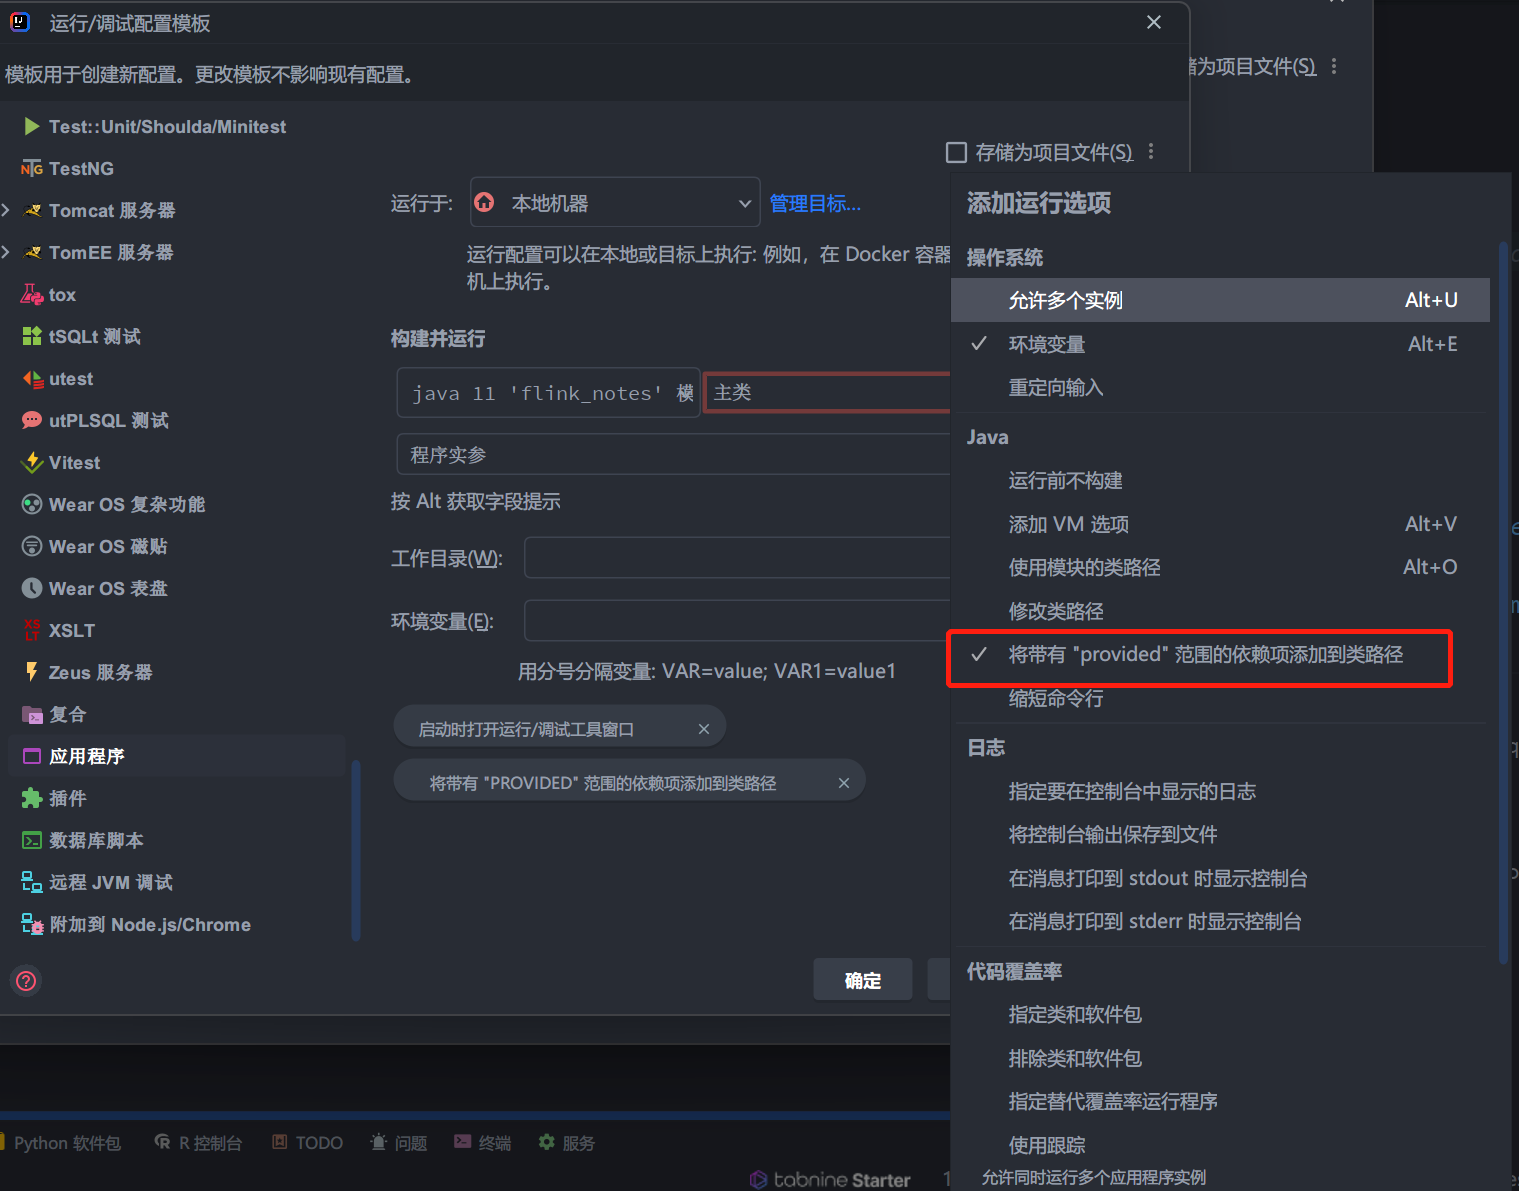 运行/调试配置模板
模板用于创建新配置。更改模板不影响现有配置。
储为项目文件(S)
Test::Unit/Shoulda/Minitest
TestNG
Tomcat 服务器
TomEE 服务器
tox
tSQLt 测试
utest
utPLSQL 测试
Vitest
Wear OS 复杂功能
Wear OS 磁贴
Wear OS 表盘
XSLT
Zeus 服务器
复合
应用程序
插件
数据库脚本
远程 JVM 调试
附加到 Node.js/Chrome
存储为项目文件(S)
运行于:
本地机器
管理目标...
运行配置可以在本地或目标上执行: 例如，在 Docker 容器
机上执行。
构建并运行
java 11 'flink_notes' 模
主类
程序实参
按 Alt 获取字段提示
工作目录(W):
环境变量(E):
用分号分隔变量: VAR=value; VAR1=value1
启动时打开运行/调试工具窗口
将带有 "PROVIDED" 范围的依赖项添加到类路径
确定
添加运行选项
操作系统
允许多个实例 Alt+U
环境变量 Alt+E
重定向输入
Java
运行前不构建
添加 VM 选项 Alt+V
使用模块的类路径 Alt+O
修改类路径
将带有 "provided" 范围的依赖项添加到类路径
缩短命令行
日志
指定要在控制台中显示的日志
将控制台输出保存到文件
在消息打印到 stdout 时显示控制台
在消息打印到 stderr 时显示控制台
代码覆盖率
指定类和软件包
排除类和软件包
指定替代覆盖率运行程序
使用跟踪
允许同时运行多个应用程序实例
Python 软件包
R 控制台
TODO
问题
终端
服务
tabnine Starter